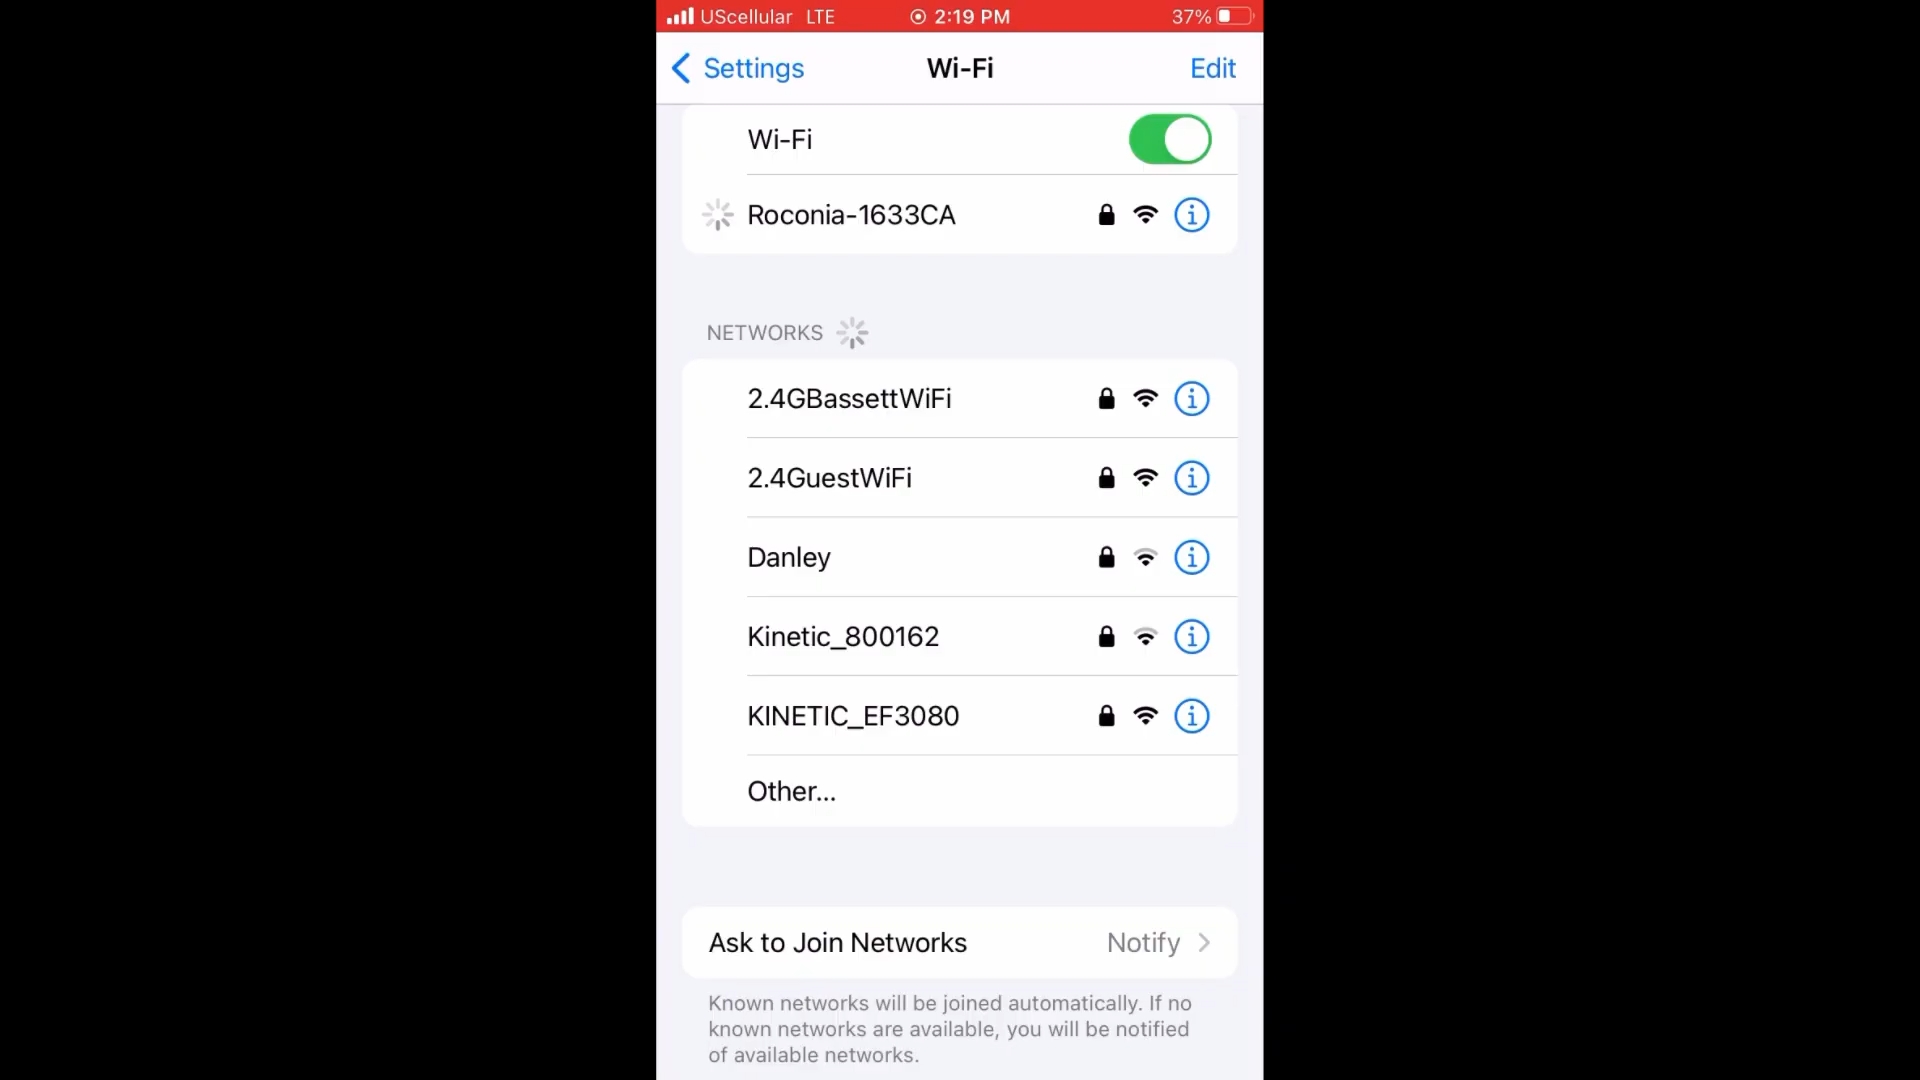 UScellular LTE 2:19 PM 37%
Settings Wi-Fi Edit
Wi-Fi
Roconia-1633CA
NETWORKS
2.4GBassettWiFi
2.4GuestWiFi
Danley
Kinetic_800162
KINETIC_EF3080
Other...
Ask to Join Networks Notify
Known networks will be joined automatically. If no
known networks are available, you will be notified
of available networks.